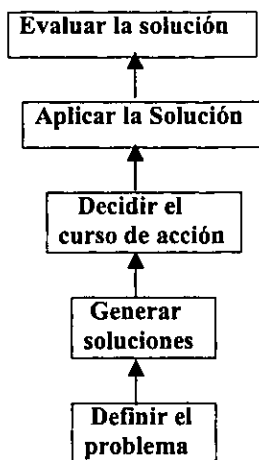 Evaluar la solución
Aplicar la Solución
Decidir el
curso de acción
Generar
soluciones
Definir el
problema